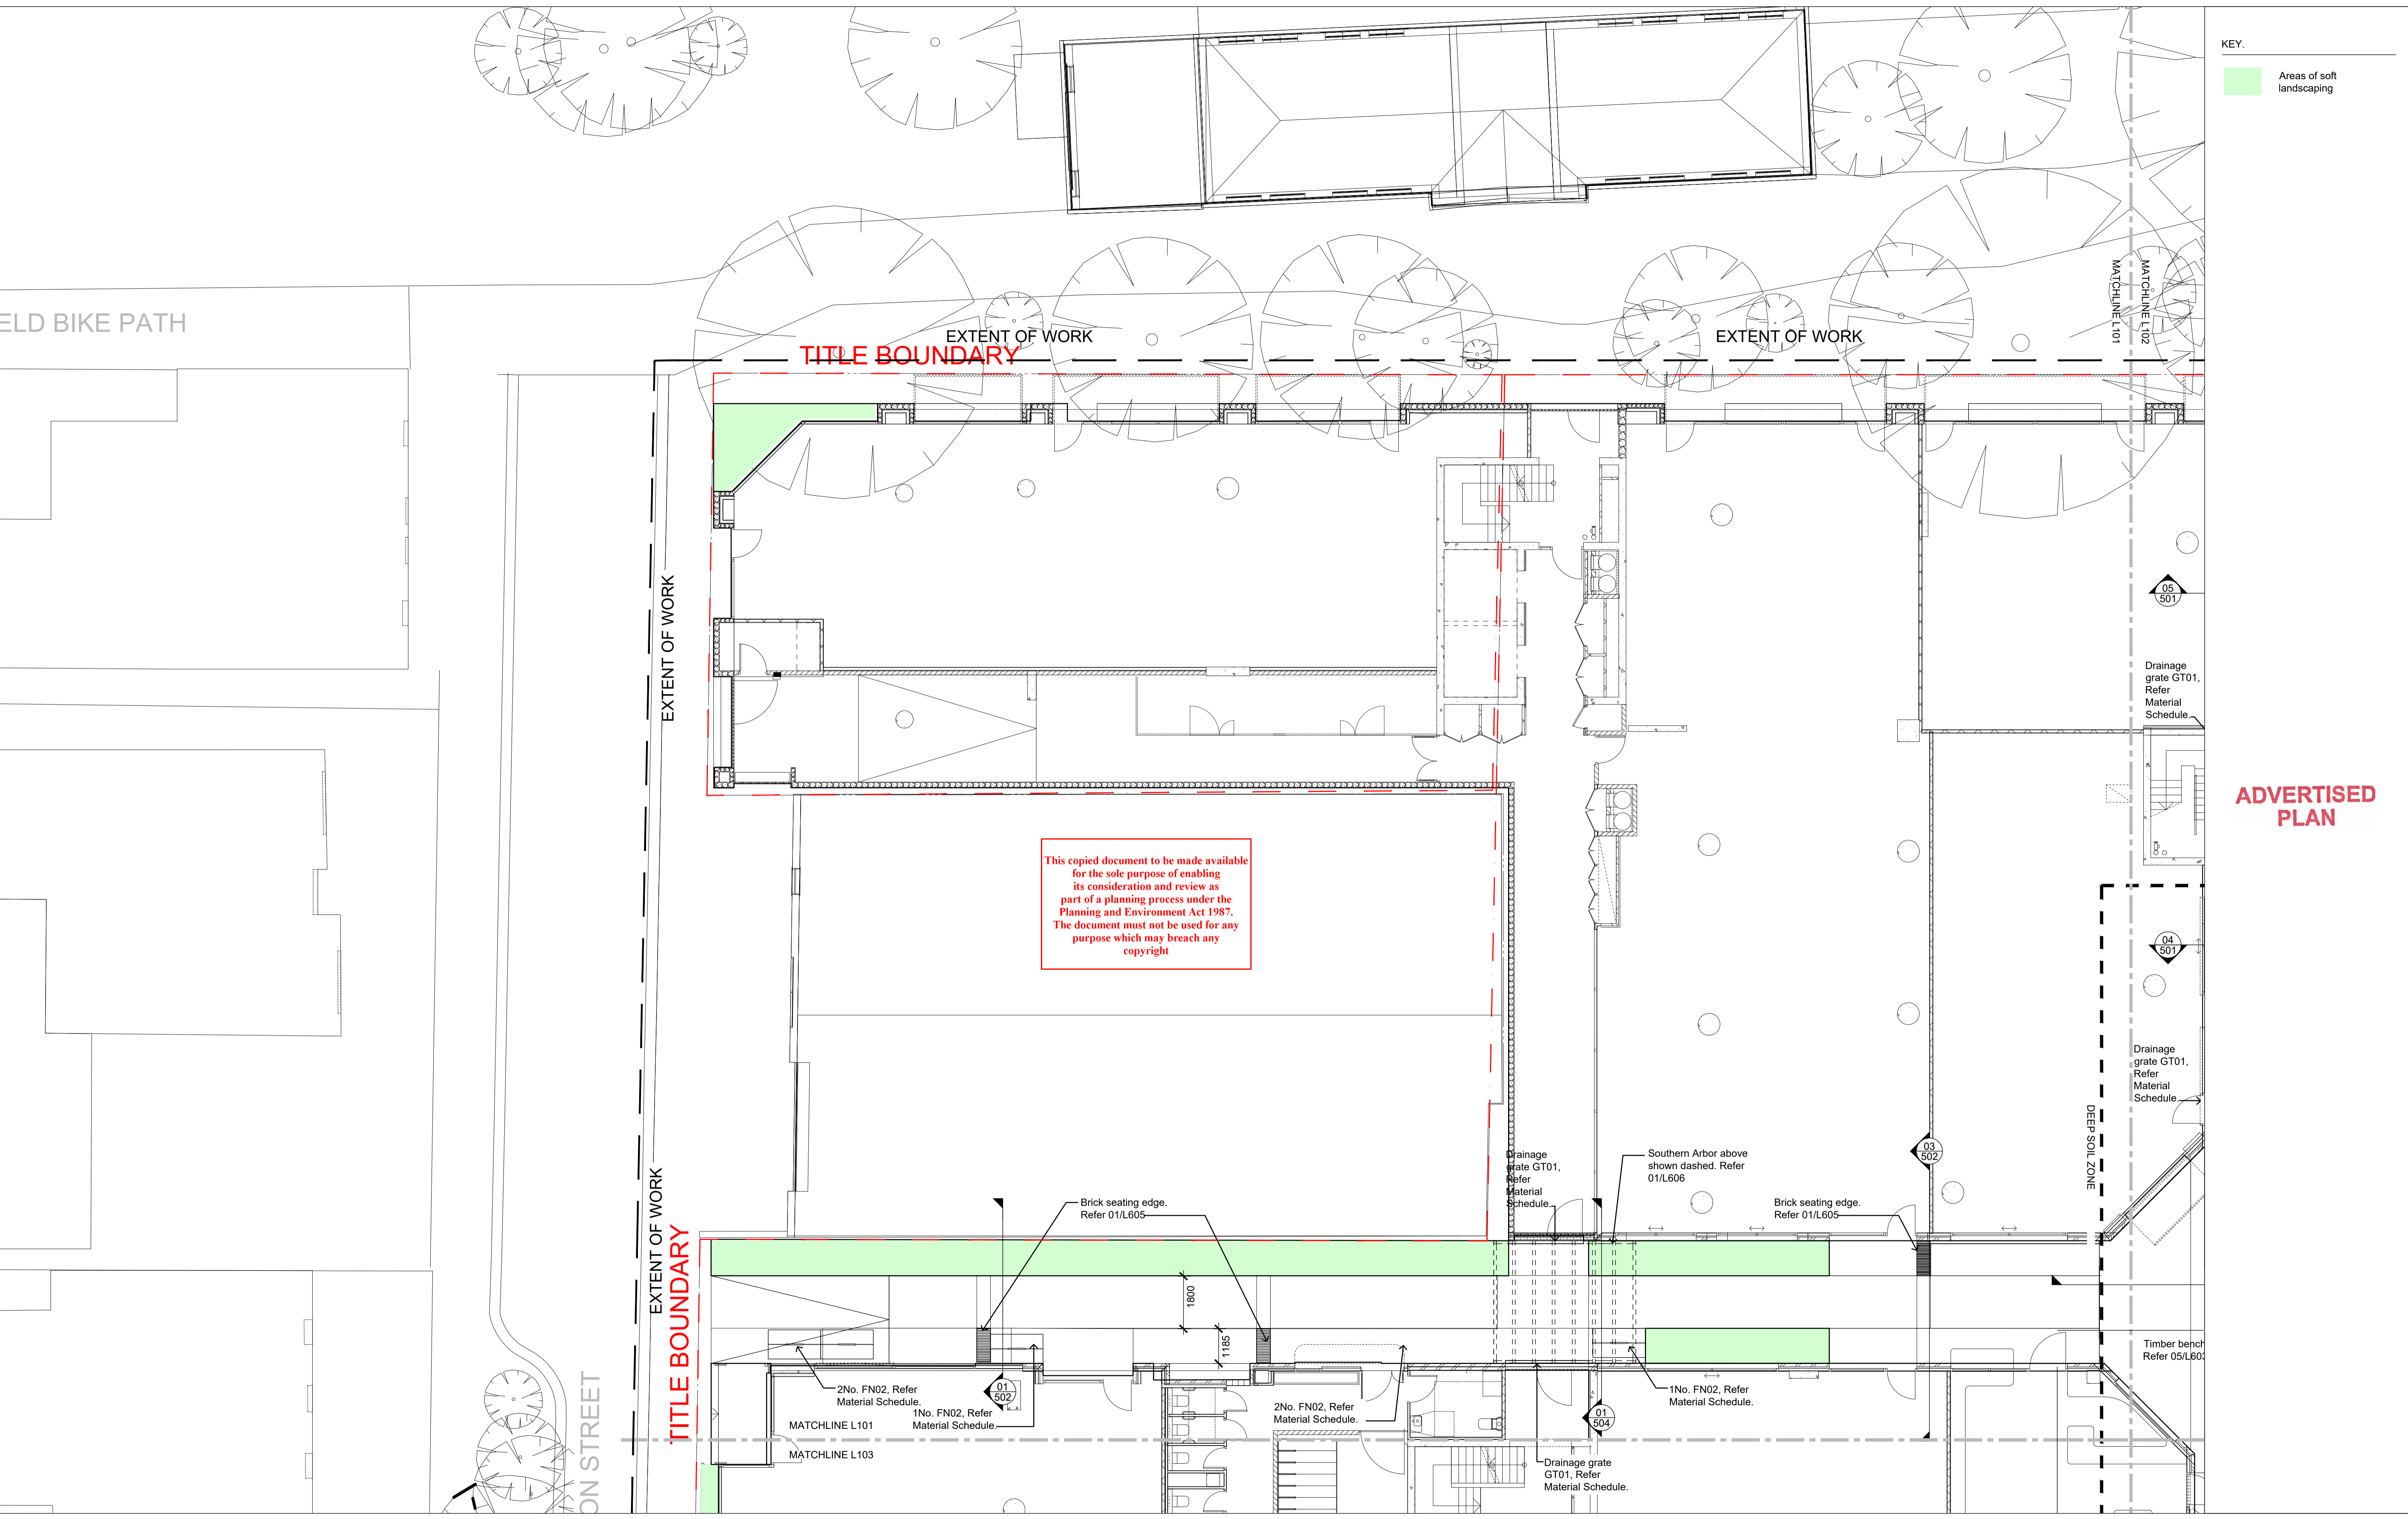 KEY.
Areas of soft
landscaping
ELD BIKE PATH
EXTENT OF WORK
TITLE BOUNDARY
EXTENT OF WORK
MATCHLINE L101
MATCHLINE L102
EXTENT OF WORK
05
501
Drainage
grate GT01,
Refer
Material
Schedule.
ADVERTISED
PLAN
This copied document to be made available
for the sole purpose of enabling
its consideration and review as
part of a planning process under the
Planning and Environment Act 1987.
The document must not be used for any
purpose which may breach any
copyright
04
501
Drainage
grate GT01,
Refer
Material
Schedule.
DEEP SOIL ZONE
03
502
Drainage
grate GT01,
Refer
Material
Schedule.
Southern Arbor above
shown dashed. Refer
01/L606
Brick seating edge.
Refer 01/L605
Brick seating edge.
Refer 01/L605
EXTENT OF WORK
TITLE BOUNDARY
1800
1185
Timber bench
Refer 05/L603
2No. FN02, Refer
Material Schedule.
01
502
1No. FN02, Refer
Material Schedule.
2No. FN02, Refer
Material Schedule.
1No. FN02, Refer
Material Schedule.
01
504
MATCHLINE L101
MATCHLINE L103
ON STREET
Drainage grate
GT01, Refer
Material Schedule.